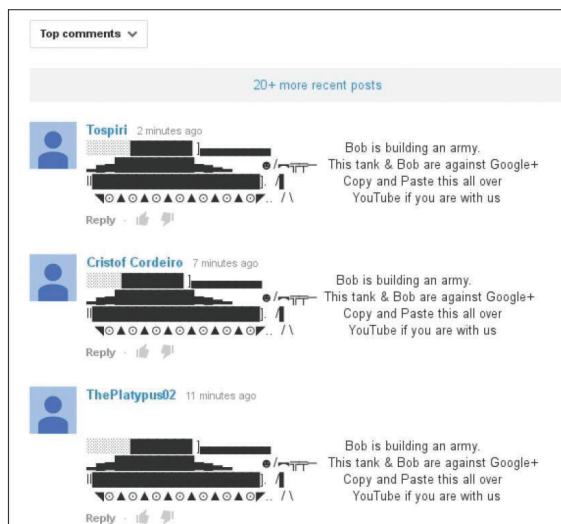 Top comments
20+ more recent posts
Tospiri 2 minutes ago
Bob is building an army.
This tank & Bob are against Google+
Copy and Paste this all over
YouTube if you are with us
Reply
Cristof Cordeiro 7 minutes ago
Bob is building an army.
This tank & Bob are against Google+
Copy and Paste this all over
YouTube if you are with us
Reply
ThePlatypus02 11 minutes ago
Bob is building an army.
This tank & Bob are against Google+
Copy and Paste this all over
YouTube if you are with us
Reply